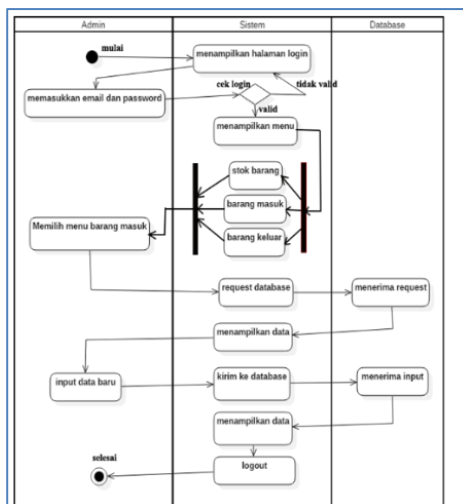 Admin
Sistem
Database
mulai
menampilkan halaman login
cek login
tidak valid
memasukkan email dan password
valid
menampilkan menu
stok barang
barang masuk
Memilih menu barang masuk
barang keluar
request database
menerima request
menampilkan data
input data baru
kirim ke database
menerima input
menampilkan data
selesai
logout